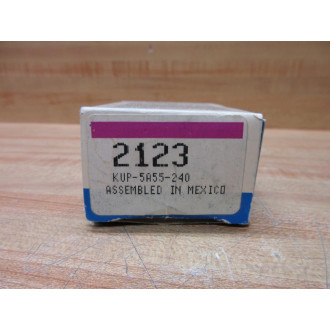 2123
KUP-5A55-240
ASSEMBLED IN MEXICO